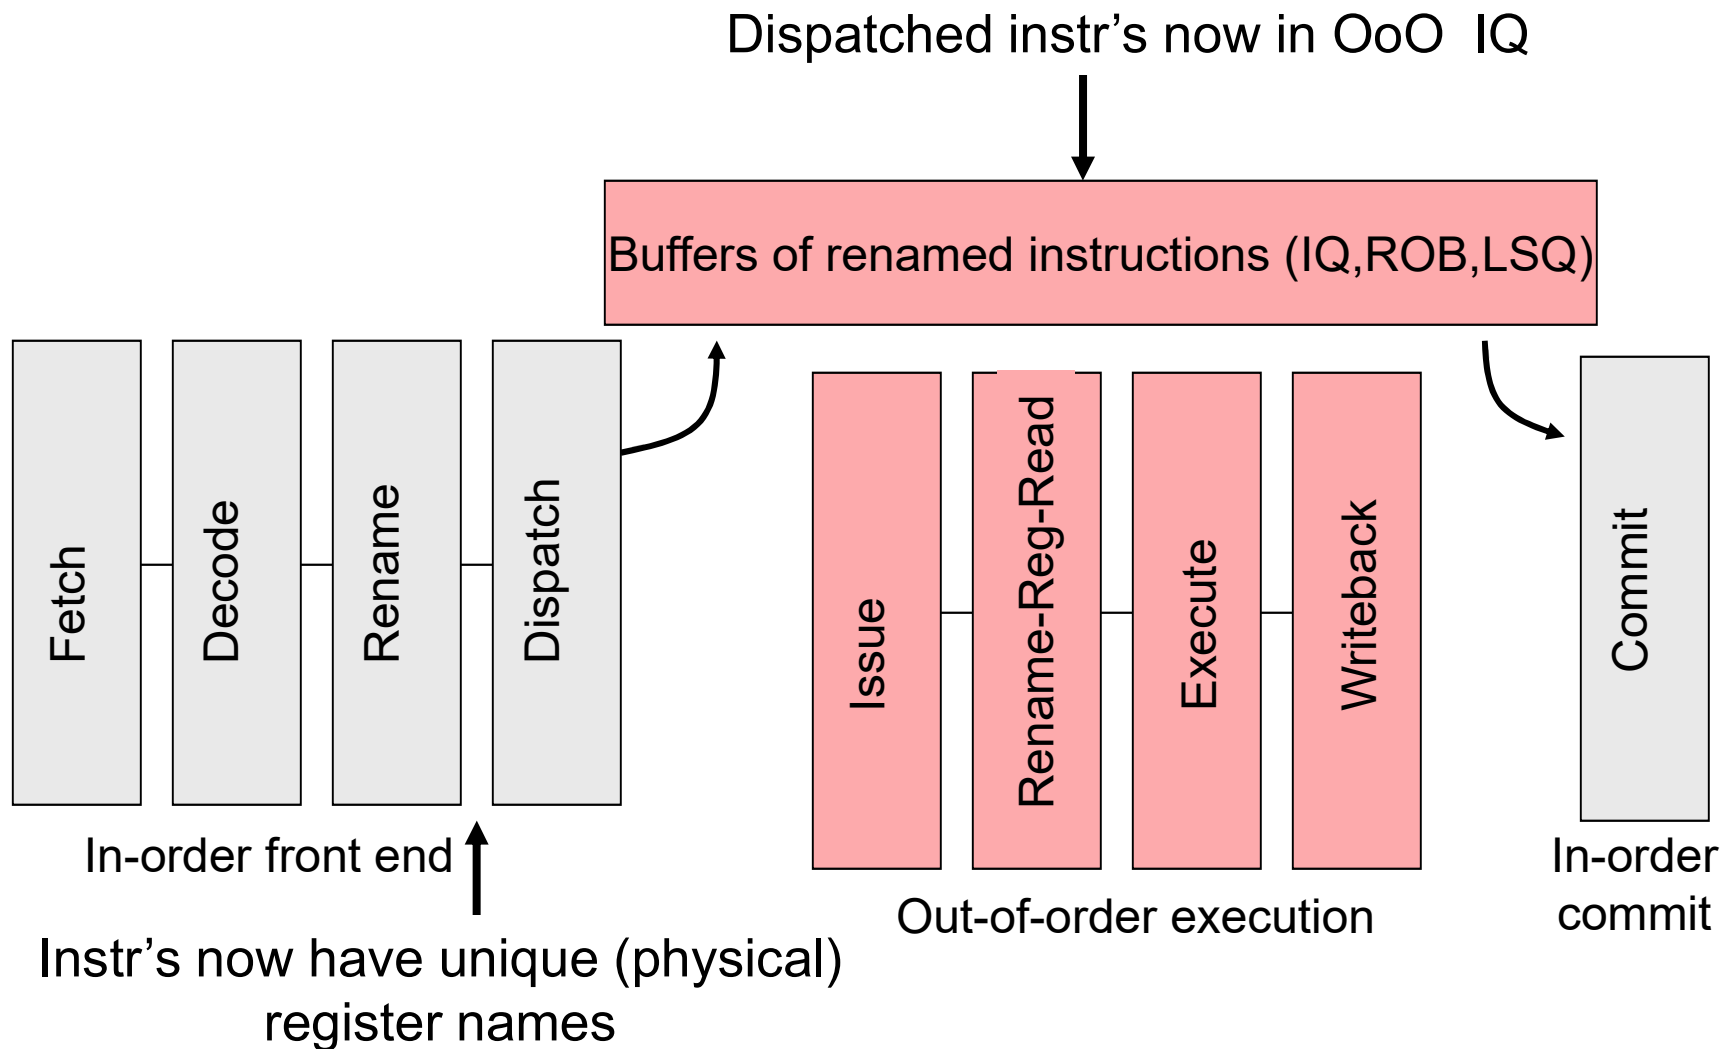 Dispatched instr’s now in OoO IQ
Buffers of renamed instructions (IQ,ROB,LSQ)
Fetch
Decode
Rename
Dispatch
Issue
Rename-Reg-Read
Execute
Writeback
Commit
In-order front end
Out-of-order execution
In-order
commit
Instr’s now have unique (physical)
register names